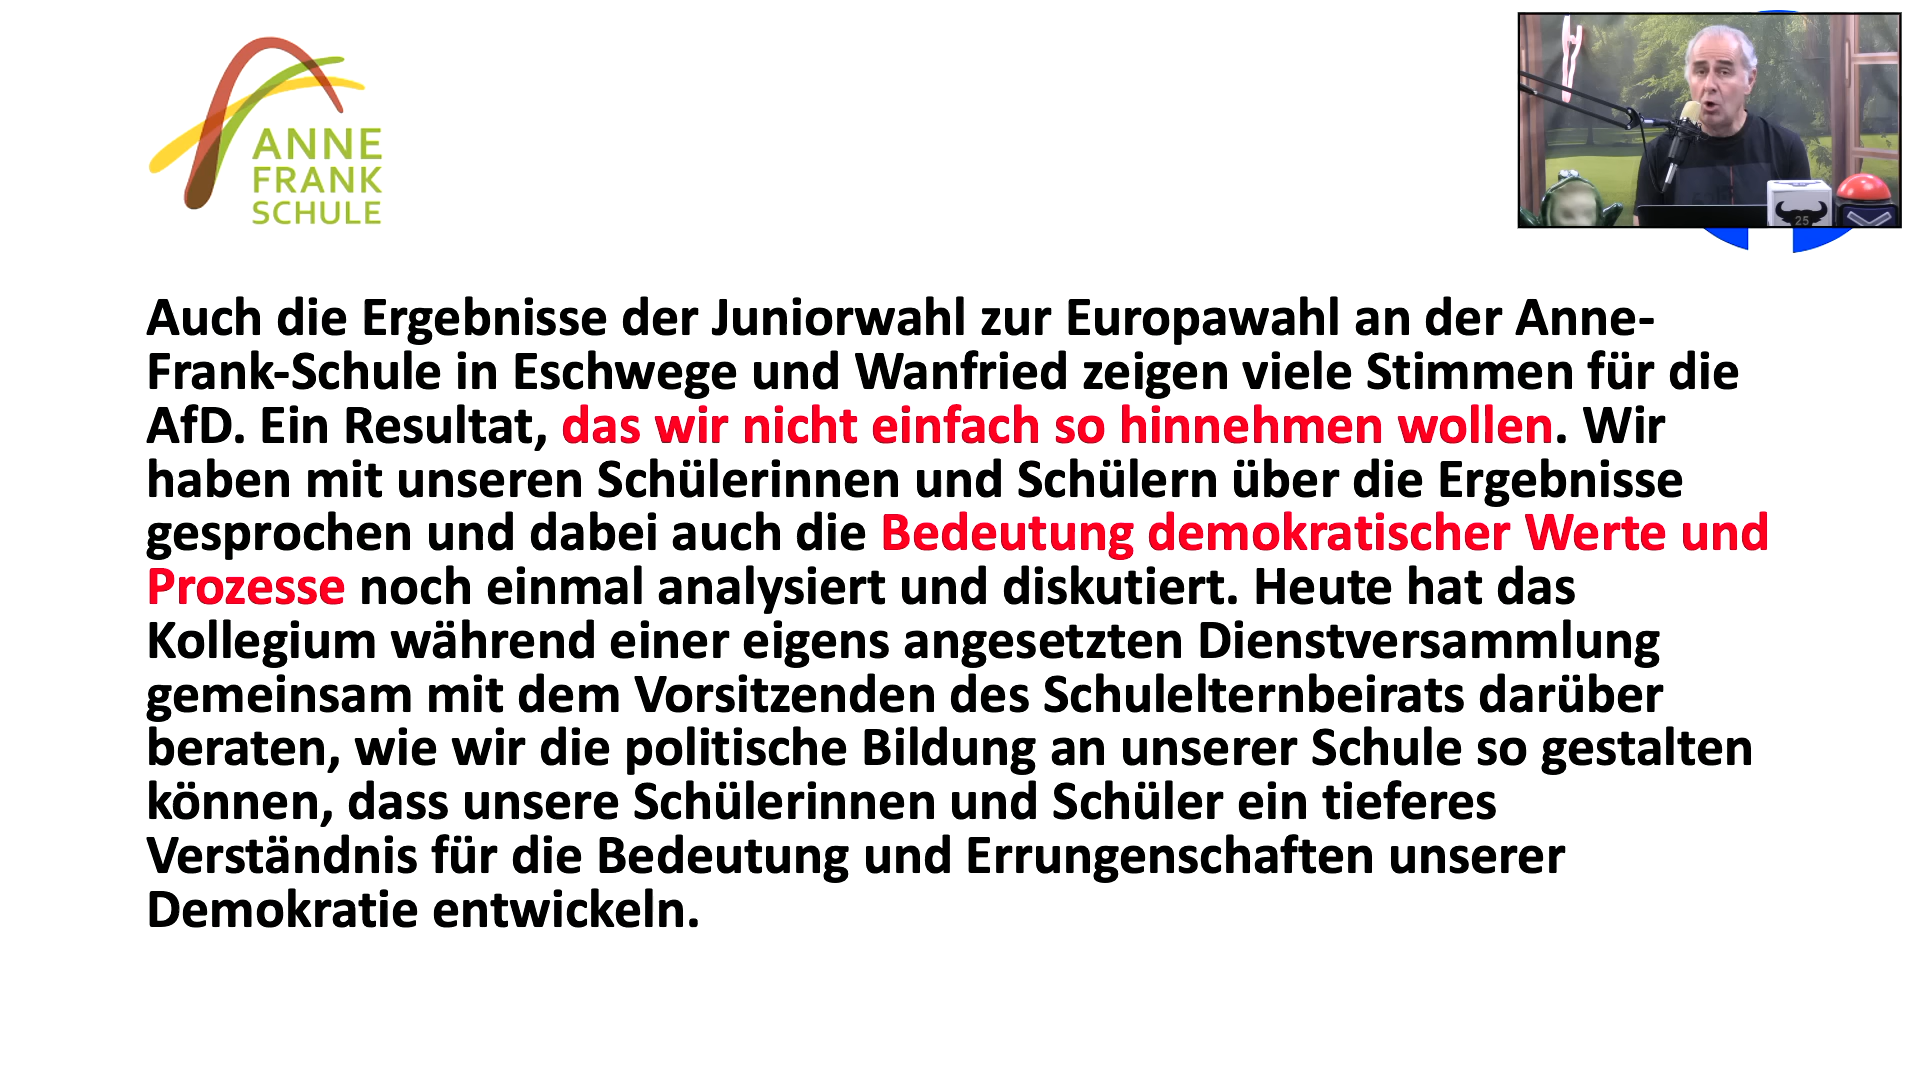 ANNE
FRANK
SCHULE
25
Auch die Ergebnisse der Juniorwahl zur Europawahl an der Anne-
Frank-Schule in Eschwege und Wanfried zeigen viele Stimmen für die
AfD. Ein Resultat, das wir nicht einfach so hinnehmen wollen. Wir
haben mit unseren Schülerinnen und Schülern über die Ergebnisse
gesprochen und dabei auch die Bedeutung demokratischer Werte und
Prozesse noch einmal analysiert und diskutiert. Heute hat das
Kollegium während einer eigens angesetzten Dienstversammlung
gemeinsam mit dem Vorsitzenden des Schulelternbeirats darüber
beraten, wie wir die politische Bildung an unserer Schule so gestalten
können, dass unsere Schülerinnen und Schüler ein tieferes
Verständnis für die Bedeutung und Errungenschaften unserer
Demokratie entwickeln.